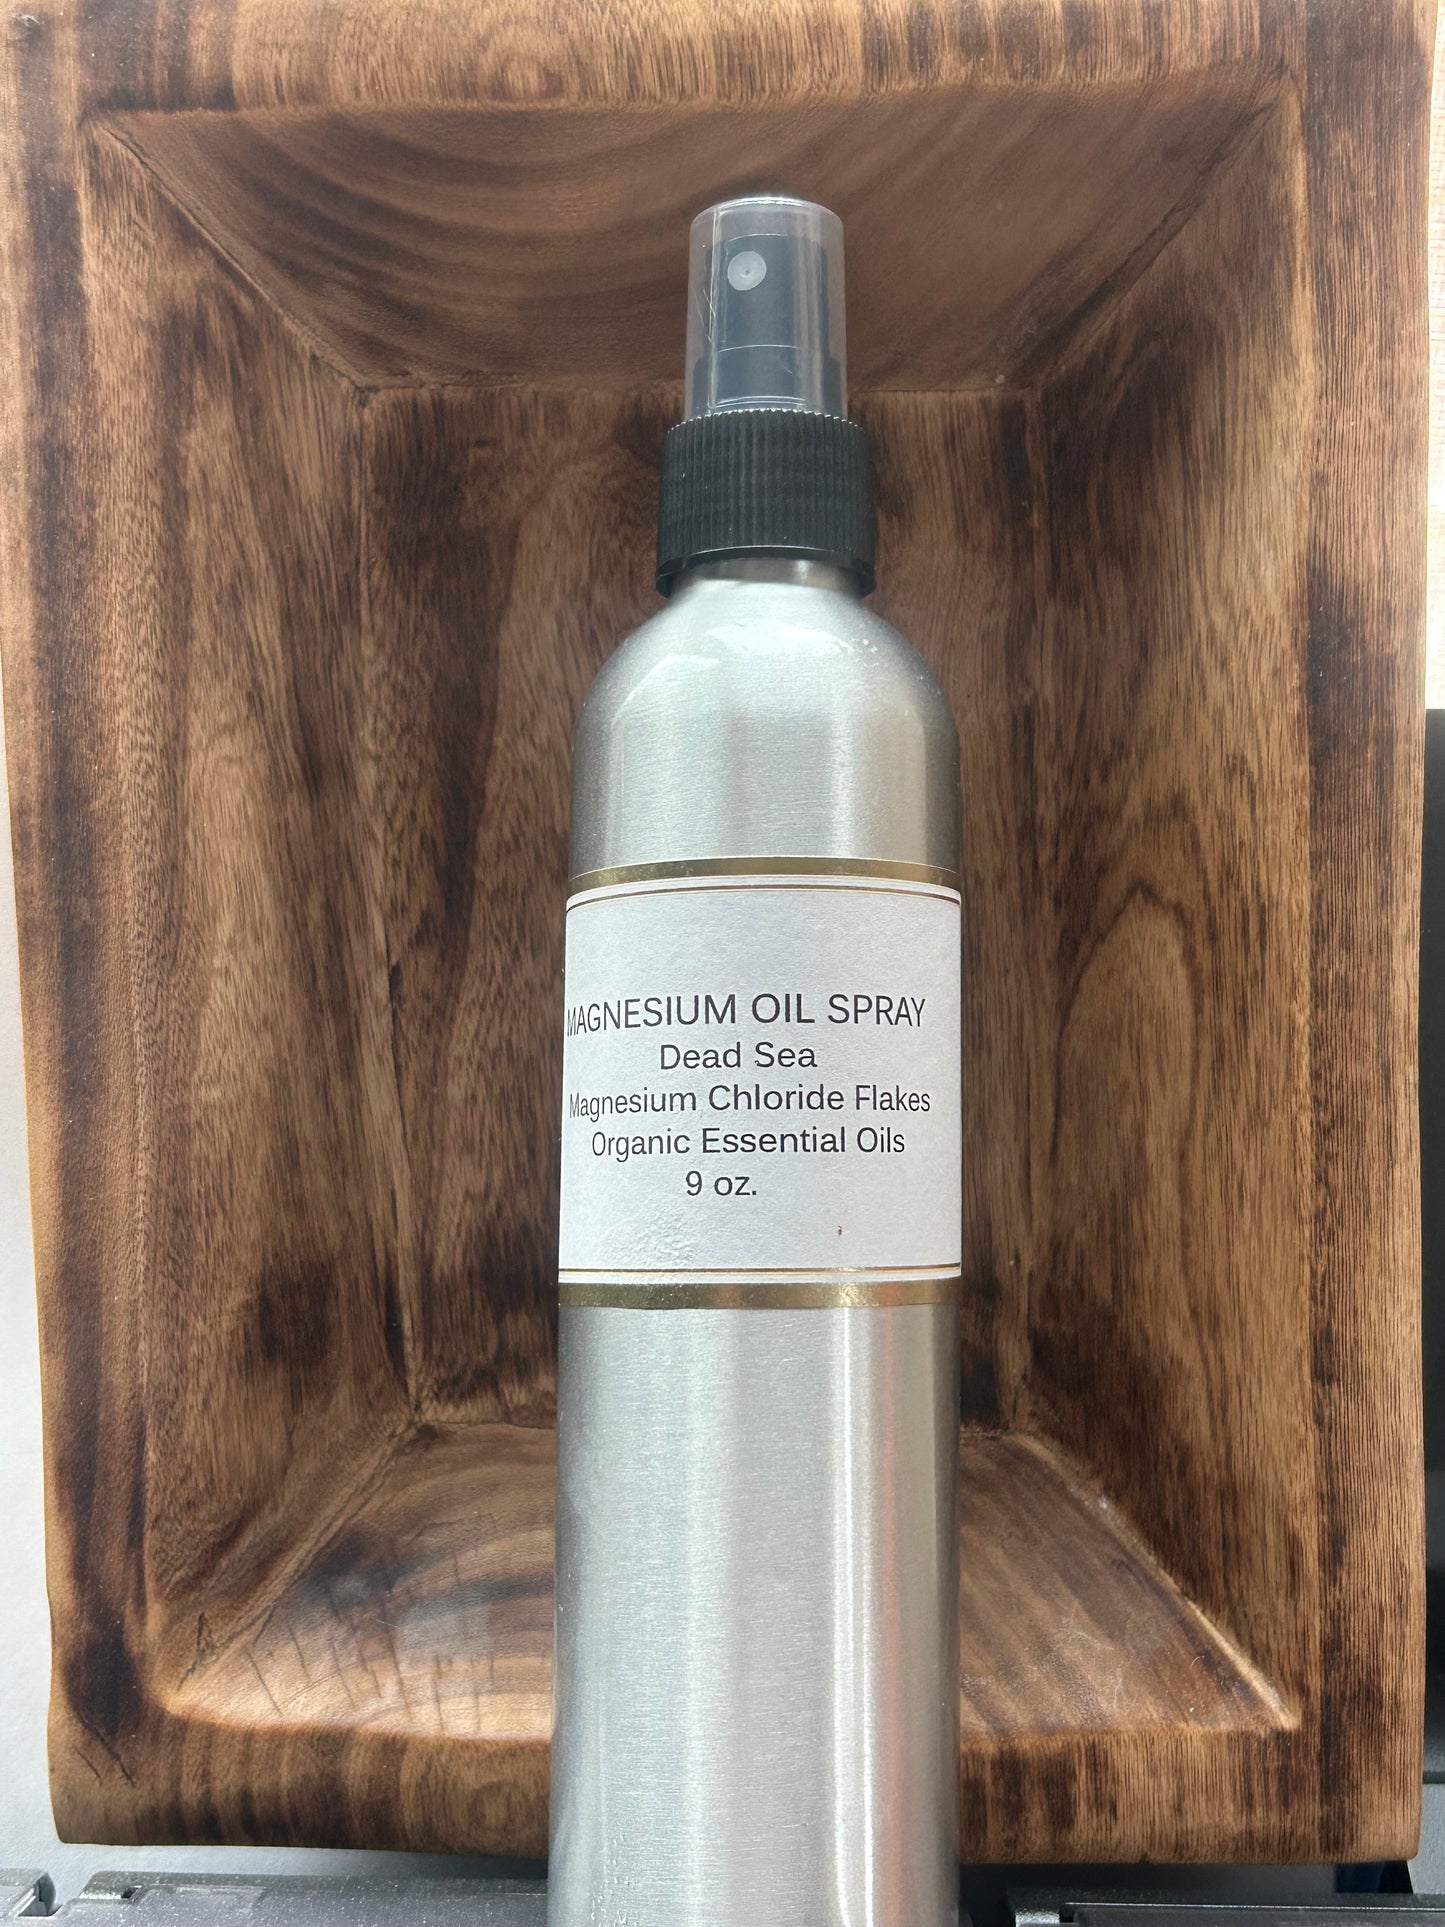 MAGNESIUM OIL SPRAY
Dead Sea
Magnesium Chloride Flakes
Organic Essential Oils
9 oz.